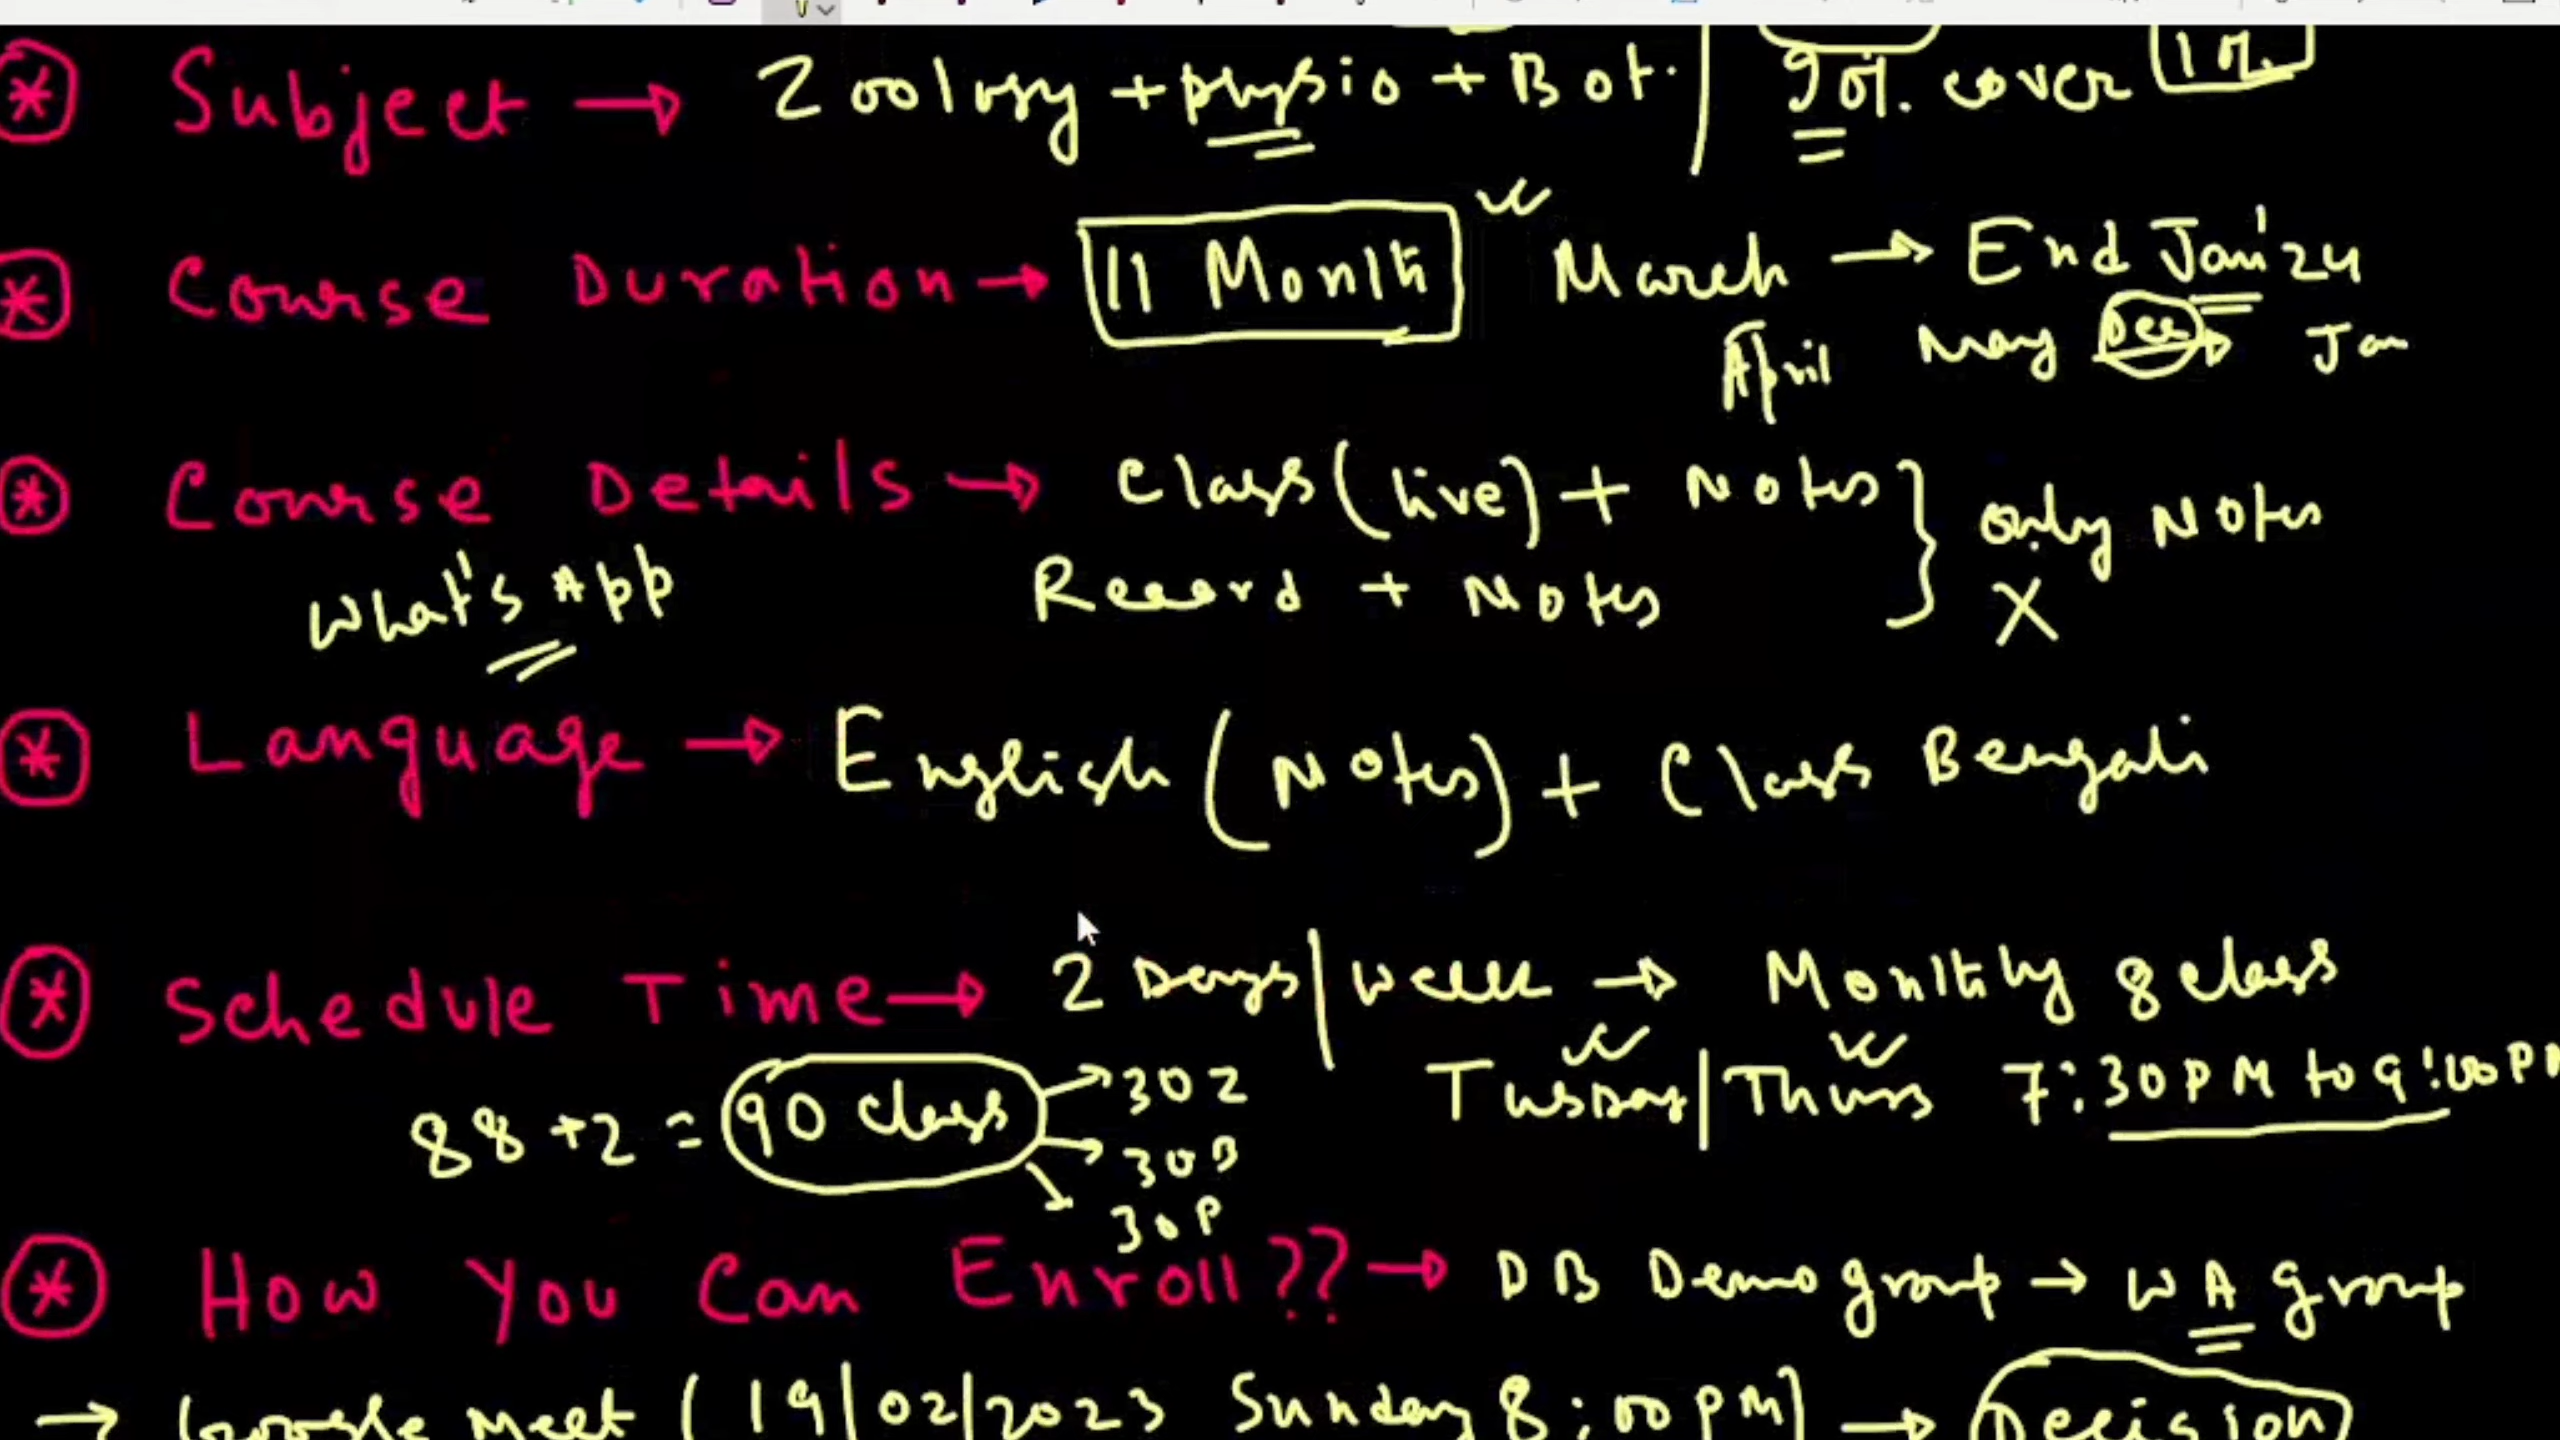 * Subject → Zoology + physio + Bot. | 90%. cover 1%.
* Course Duration → 11 Month March → End Jan'24
April May Dec → Jan
* Course Details → Class (live) + Notes } only Notes
What's App Record + Notes X
* Language → English (Notes) + Class Bengali
* Schedule Time → 2 Days | Week → Monthly 8 class
88 + 2 = 90 class → 30 Z Tusday | Thurs 7:30 PM to 9:00 PM
→ 30 B
→ 30 P
* How You Can Enroll?? → DB Demo group → WA group
→ Google Meet (19/02/2023 Sunday 8:00 PM) → Decision